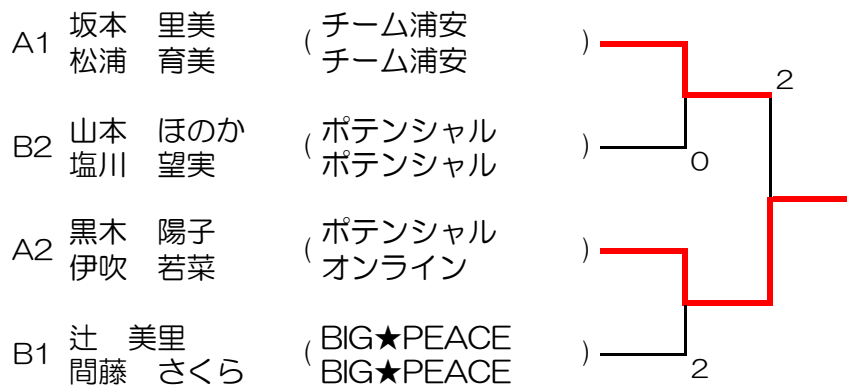 坂本　里美 ( チーム浦安 )
A1
松浦　育美 チーム浦安
2
山本　ほのか ( ポテンシャル )
B2
塩川　望実 ポテンシャル
0
黒木　陽子 ( ポテンシャル )
A2
伊吹　若菜 オンライン
辻　美里 ( BIG★PEACE )
B1
間藤　さくら BIG★PEACE
2